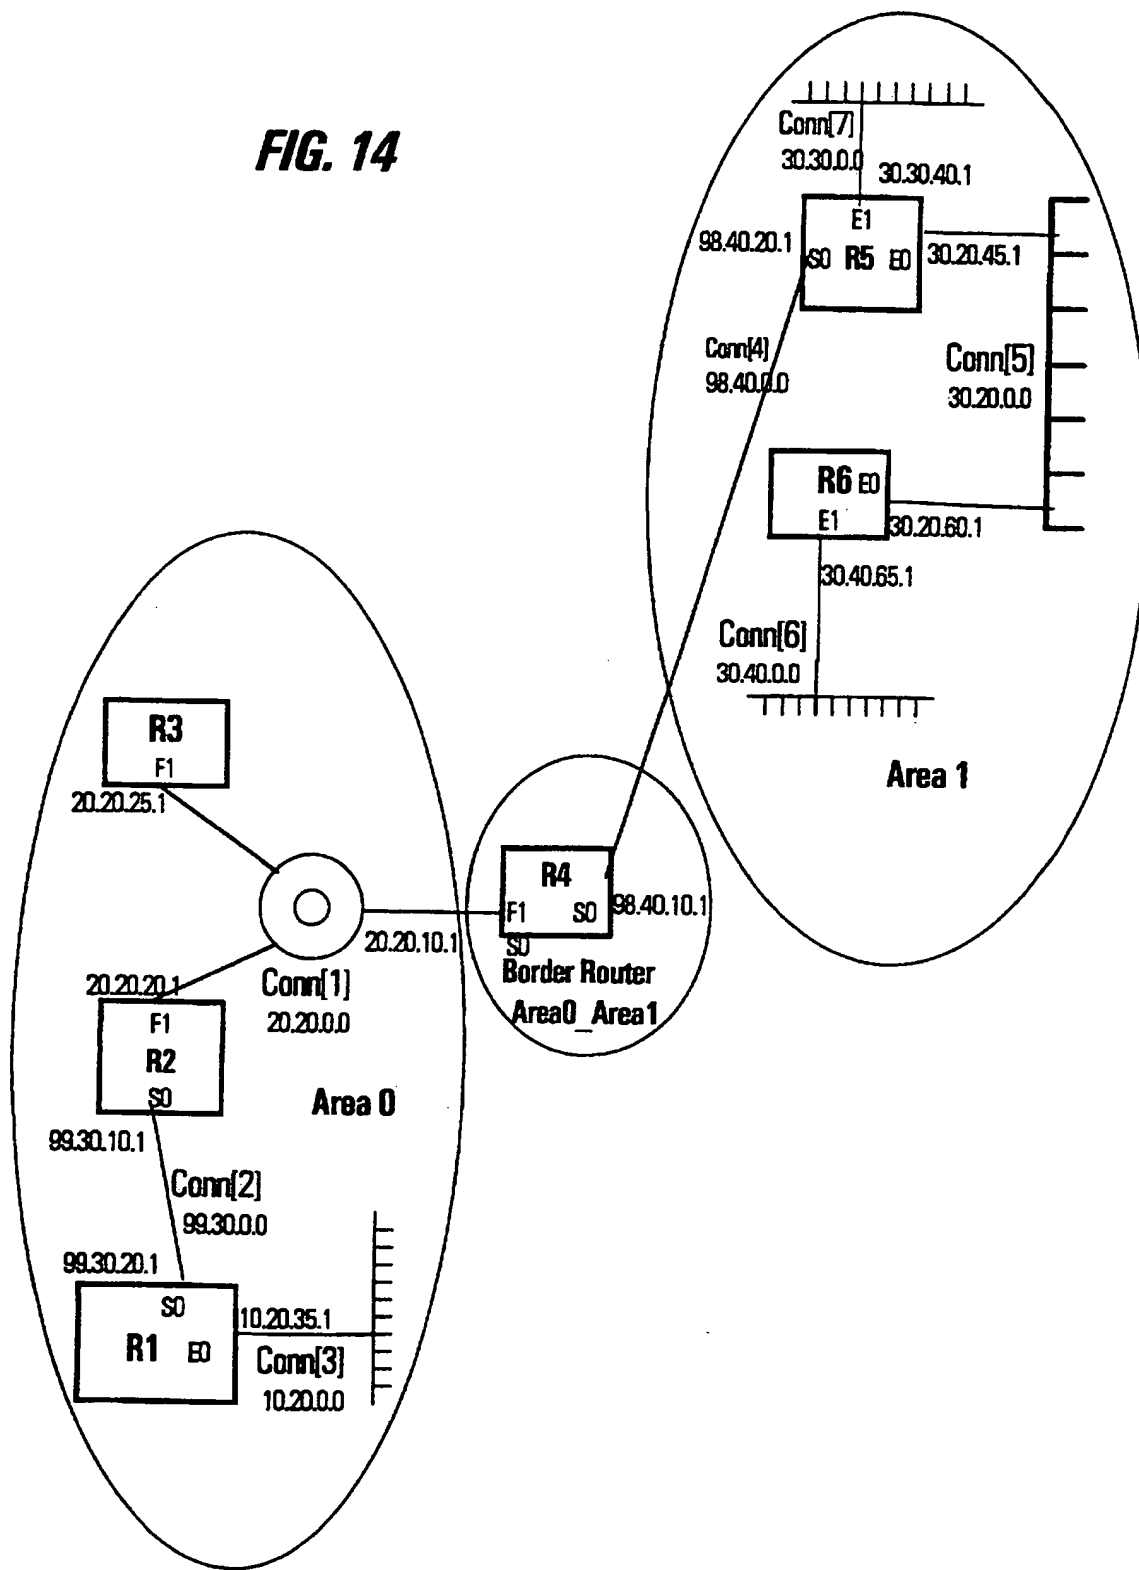 FIG. 14
Conn[7]
30.30.0.0
30.30.40.1
E1
98.40.20.1
S0 R5 E0
30.20.45.1
Conn[4]
98.40.0.0
Conn[5]
30.20.0.0
R6 E0
E1
30.20.60.1
30.40.65.1
Conn[6]
30.40.0.0
Area 1
R3
F1
20.20.25.1
R4
F1 S0
98.40.10.1
S0
20.20.10.1
Border Router
Area0_Area1
20.20.20.1
Conn[1]
20.20.0.0
F1
R2
S0
Area 0
99.30.10.1
Conn[2]
99.30.0.0
99.30.20.1
S0
10.20.35.1
R1 E0
Conn[3]
10.20.0.0